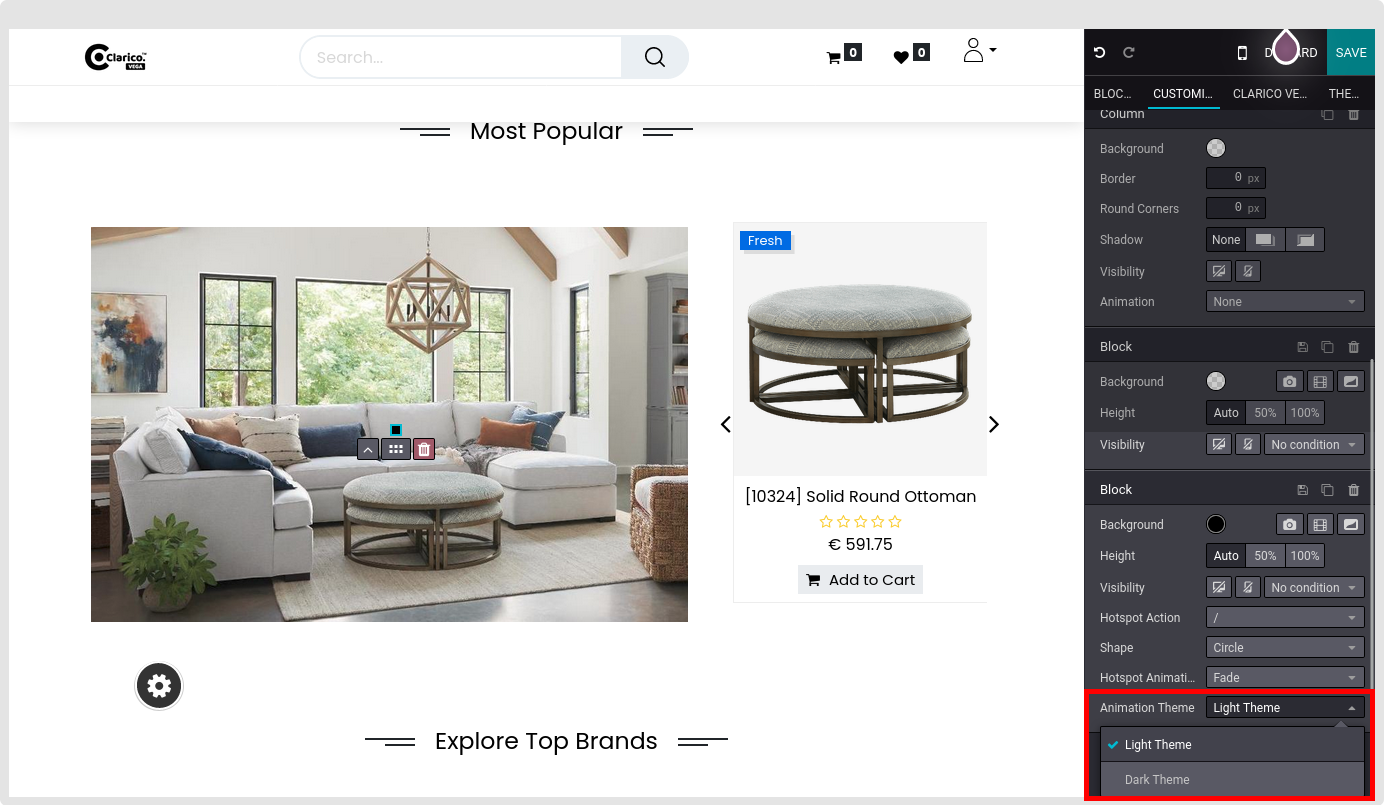 Clarico.™
VEGA
Search...
0
0
D ARD
SAVE
BLOC...
CUSTOMI...
CLARICO VE...
THE...
Most Popular
Column
Background
Border
0 px
Round Corners
0 px
Shadow
None
Visibility
Animation
None
Fresh
[10324] Solid Round Ottoman
€ 591.75
Add to Cart
Block
Background
Height
Auto
50%
100%
Visibility
No condition
Block
Background
Height
Auto
50%
100%
Visibility
No condition
Hotspot Action
/
Shape
Circle
Hotspot Animati...
Fade
Animation Theme
Light Theme
Light Theme
Dark Theme
Explore Top Brands